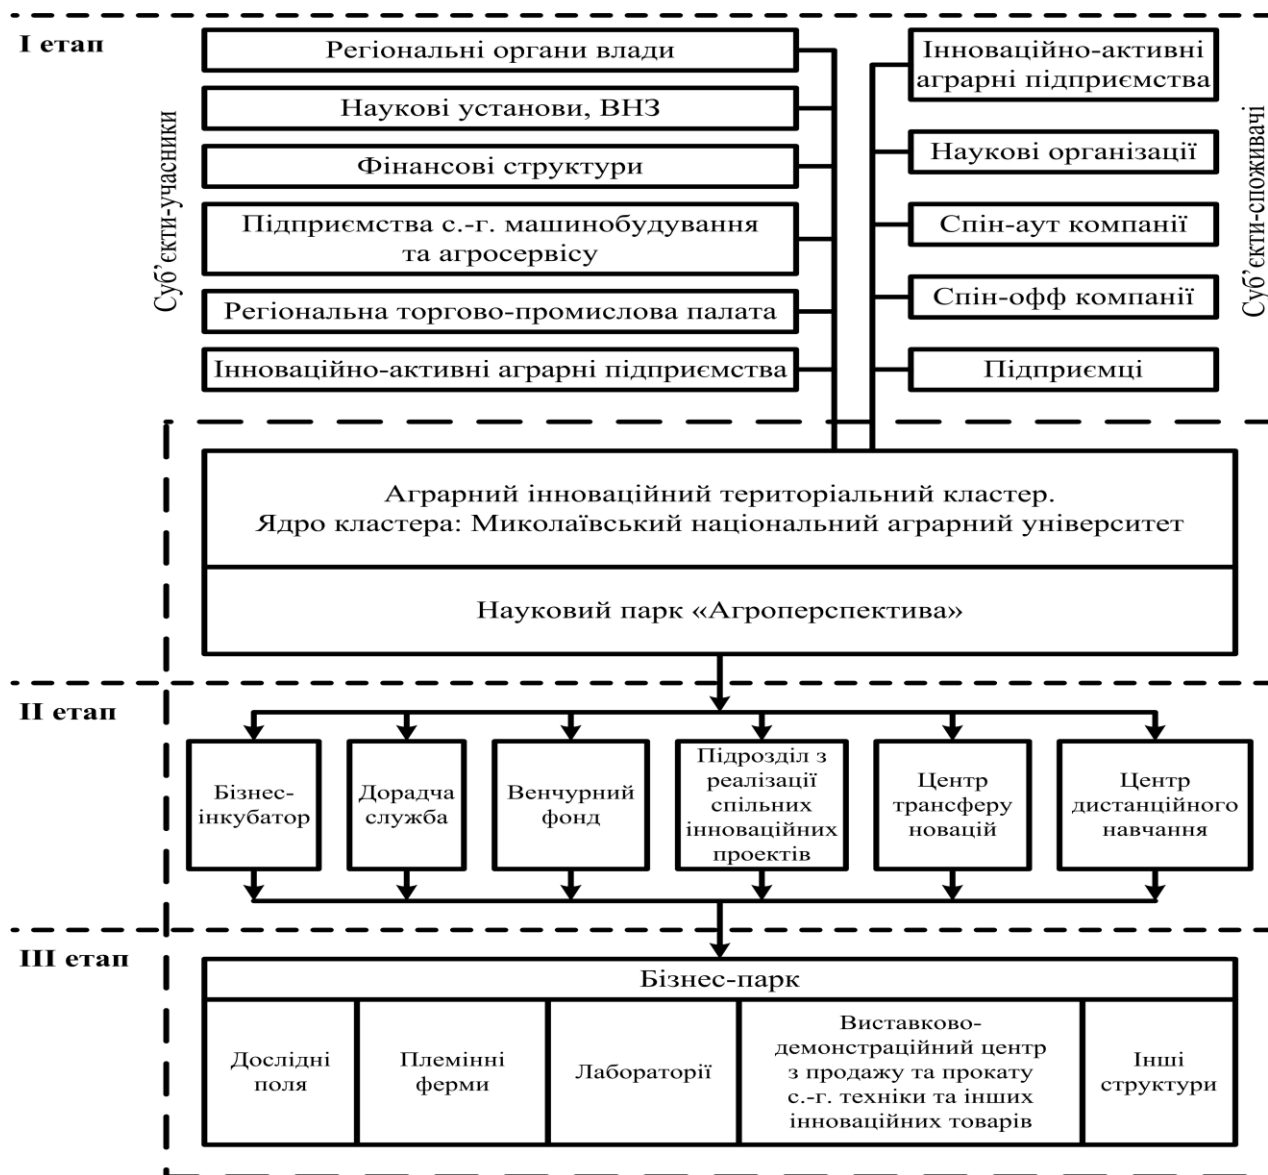 І етап
Суб’єкти-учасники
Регіональні органи влади
Наукові установи, ВНЗ
Фінансові структури
Підприємства с.-г. машинобудування
та агросервісу
Регіональна торгово-промислова палата
Інноваційно-активні аграрні підприємства
Інноваційно-активні
аграрні підприємства
Наукові організації
Спін-аут компанії
Спін-офф компанії
Підприємці
Суб’єкти-споживачі
Аграрний інноваційний територіальний кластер.
Ядро кластера: Миколаївський національний аграрний університет
Науковий парк «Агроперспектива»
ІІ етап
Бізнес-
інкубатор
Дорадча
служба
Венчурний
фонд
Підрозділ з
реалізації
спільних
інноваційних
проектів
Центр
трансферу
новацій
Центр
дистанційного
навчання
ІІІ етап
Бізнес-парк
Дослідні
поля
Племінні
ферми
Лабораторії
Виставково-
демонстраційний центр
з продажу та прокату
с.-г. техніки та інших
інноваційних товарів
Інші
структури